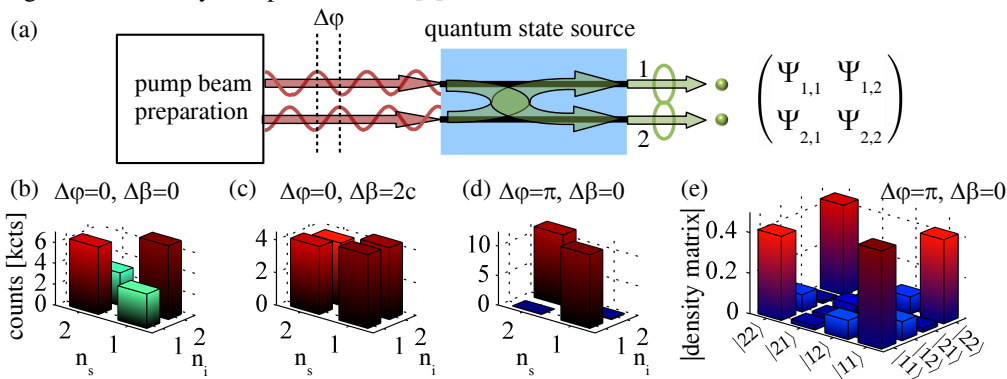 (a)
Δφ
quantum state source
pump beam
preparation
1
2
Ψ1,1 Ψ1,2
Ψ2,1 Ψ2,2
(b) Δφ=0, Δβ=0
counts [kcts]
6
4
2
0
2
1
ns
1
2
ni
(c) Δφ=0, Δβ=2c
4
2
0
2
1
ns
1
2
ni
(d) Δφ=π, Δβ=0
10
5
0
2
1
ns
1
2
ni
(e) Δφ=π, Δβ=0
|density matrix|
0.4
0.2
0
|22⟩
|21⟩
|12⟩
|11⟩
|11⟩
|12⟩
|21⟩
|22⟩